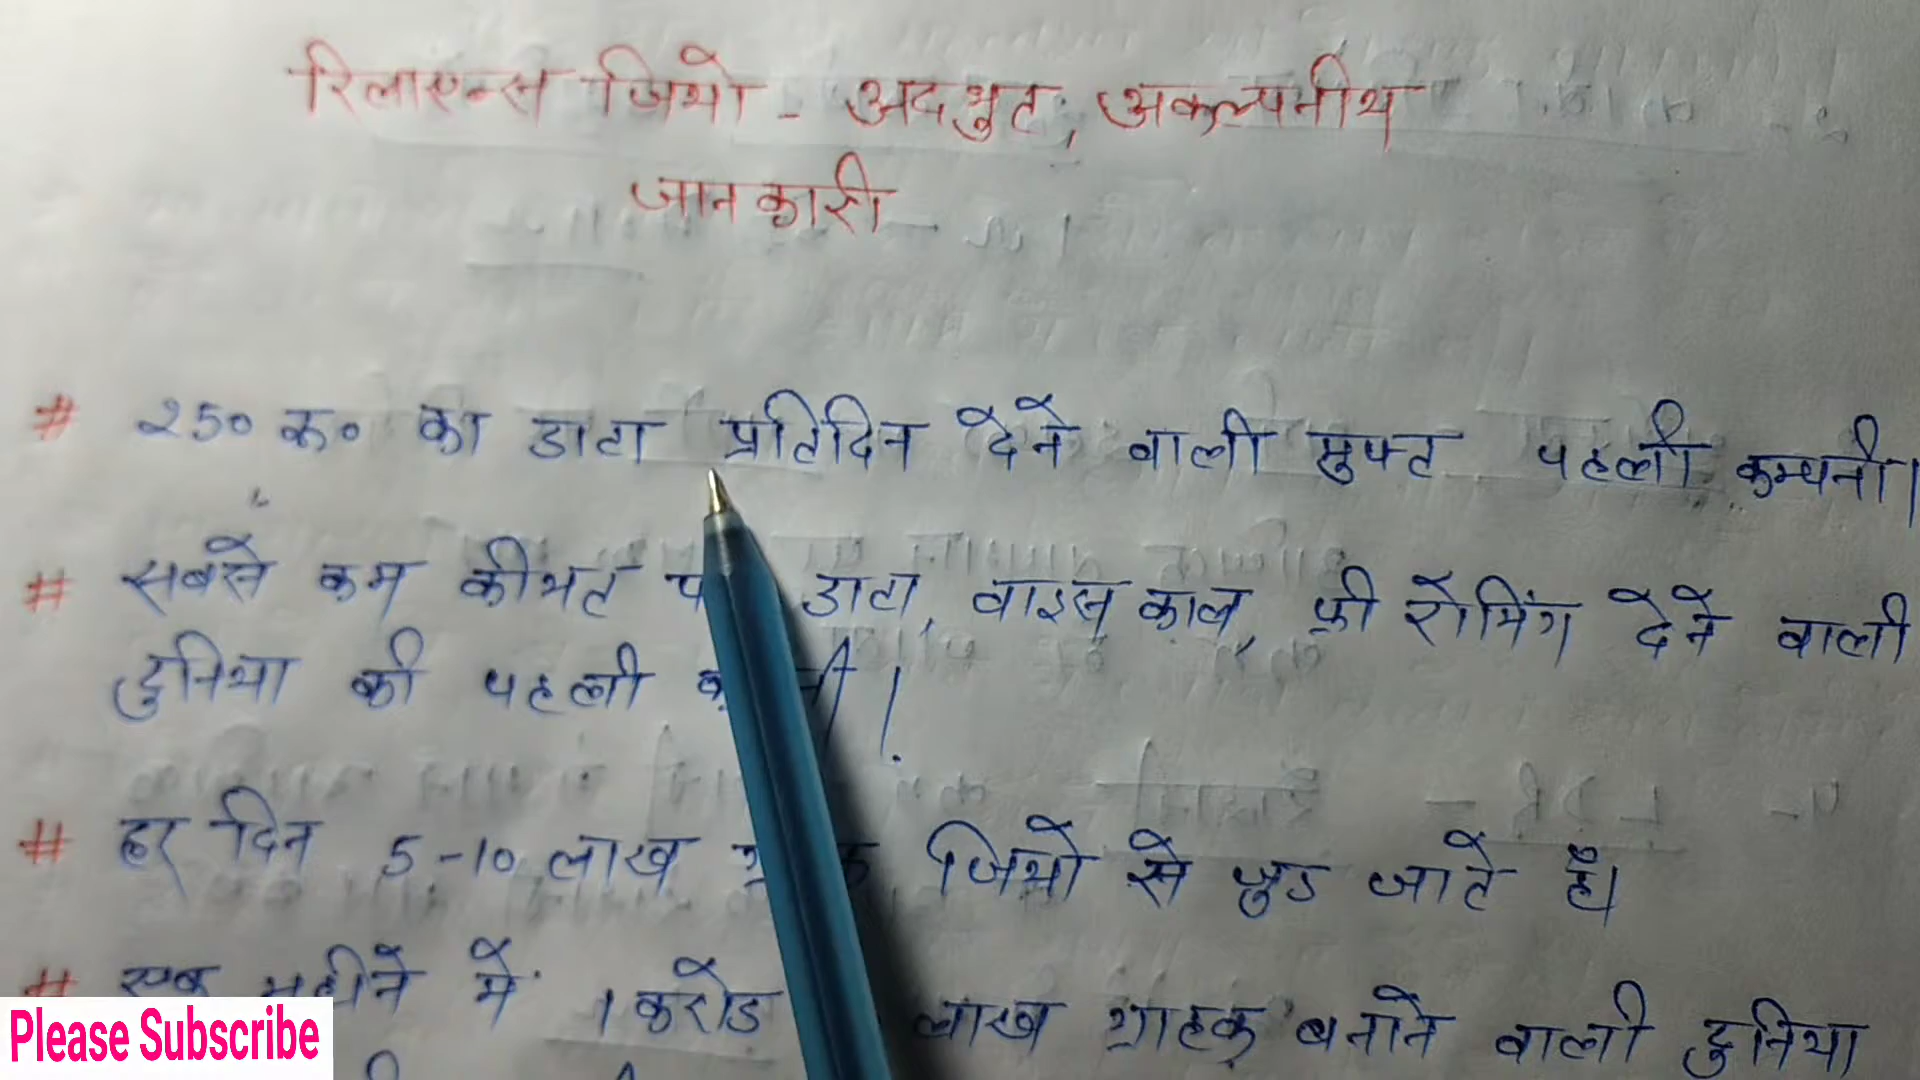 रिलाएन्स जियो - अदभुत, अकल्पनीय
जानकारी
# 250 रू० का डाटा प्रतिदिन देने वाली मुफ्ट पहली कम्पनी।
# सबसे कम कीमत डाटा, वाइस काल, फ्री रोमिंग देने वाली
दुनिया की पहली
# हर दिन 5-10 लाख जियो से जुड जाते है।
# एक महीने में 1 करोड लाख ग्राहक बनाने वाली दुनिया
Please Subscribe